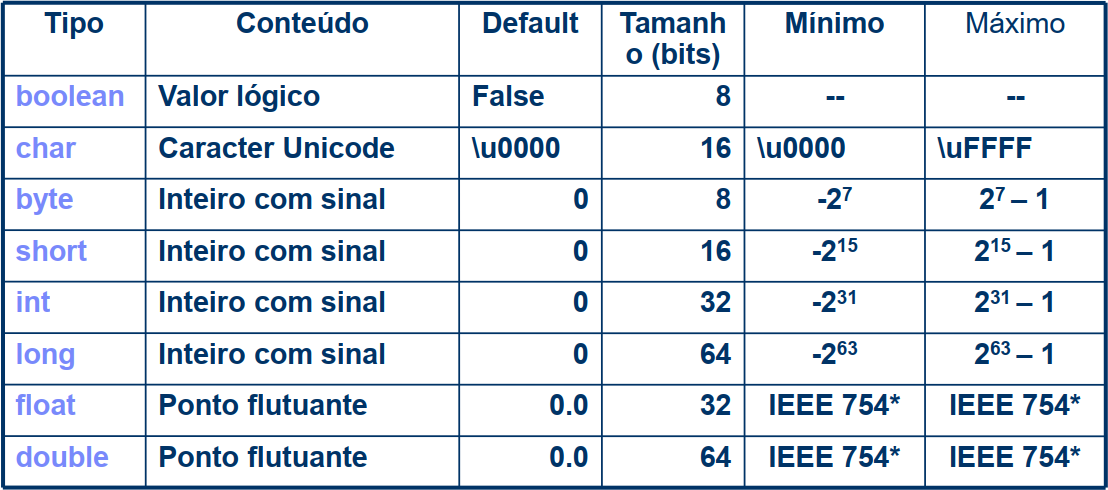 Tipo Conteúdo Default Tamanh Mínimo Máximo
o (bits)
boolean Valor lógico False 8 -- --
char Caracter Unicode \u0000 16 \u0000 \uFFFF
byte Inteiro com sinal 0 8 -2⁷ 2⁷ – 1
short Inteiro com sinal 0 16 -2¹⁵ 2¹⁵ – 1
int Inteiro com sinal 0 32 -2³¹ 2³¹ – 1
long Inteiro com sinal 0 64 -2⁶³ 2⁶³ – 1
float Ponto flutuante 0.0 32 IEEE 754* IEEE 754*
double Ponto flutuante 0.0 64 IEEE 754* IEEE 754*